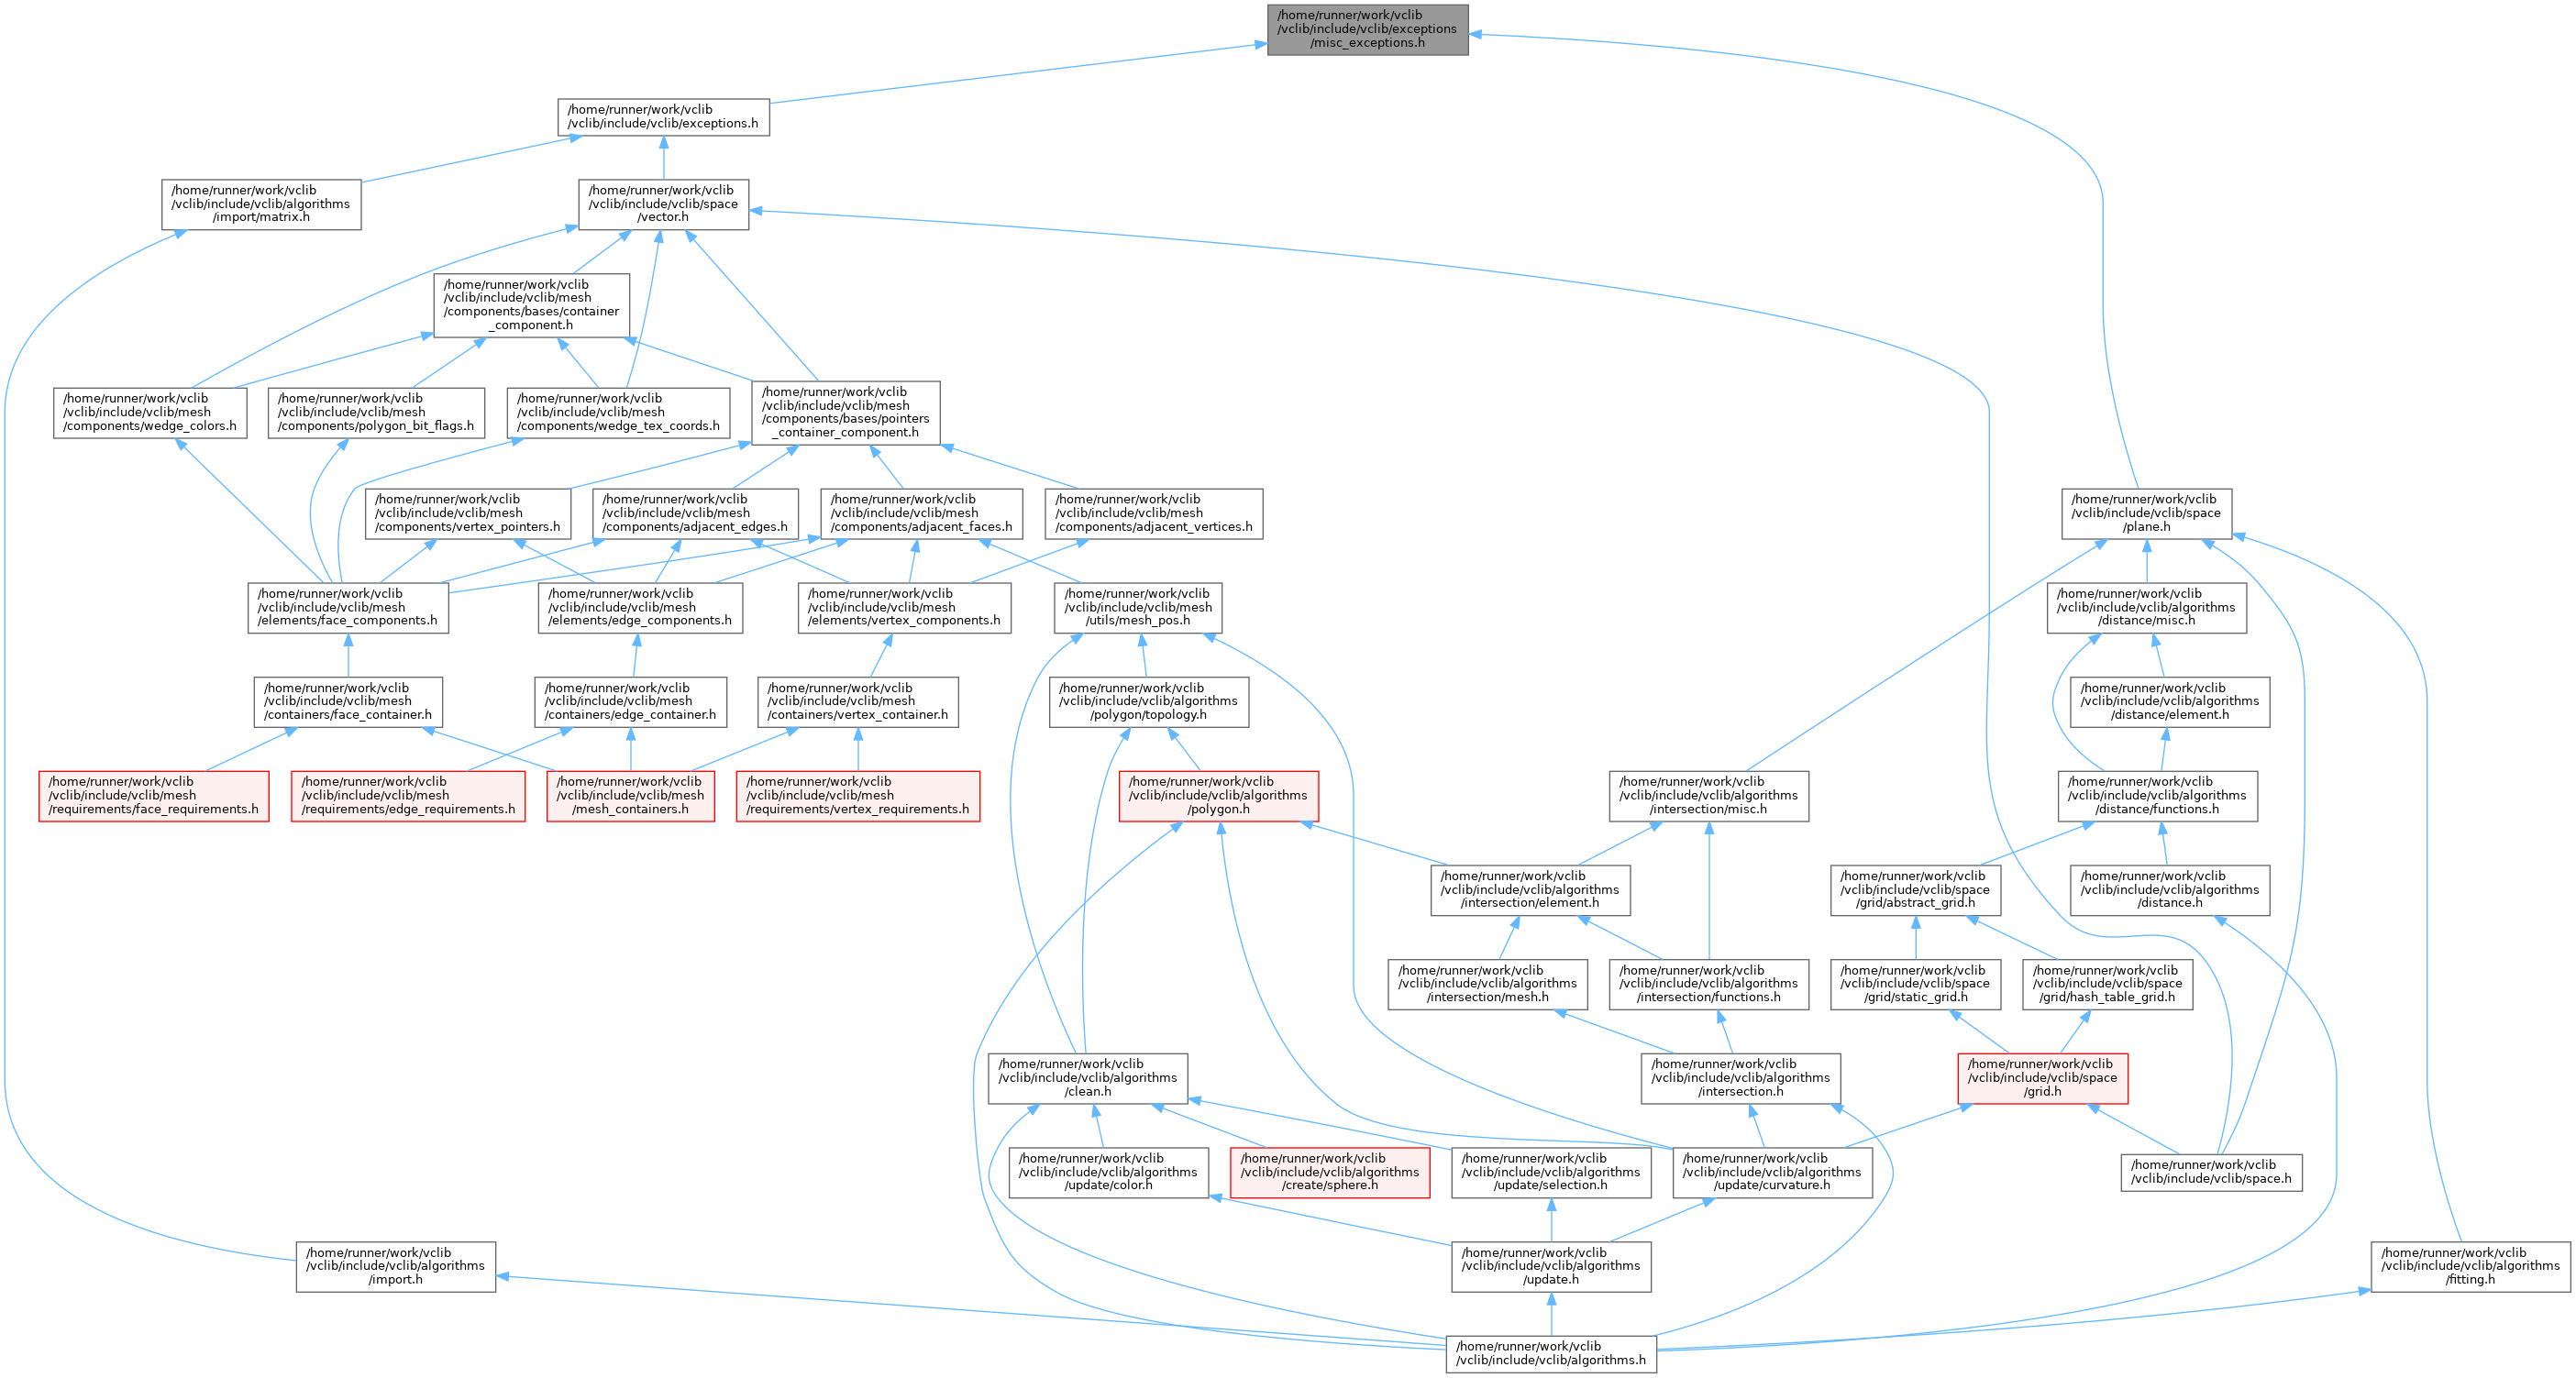 /home/runner/work/vclib
/vclib/include/vclib/exceptions
/misc_exceptions.h
/home/runner/work/vclib
/vclib/include/vclib/exceptions.h
/home/runner/work/vclib
/vclib/include/vclib/algorithms
/import/matrix.h
/home/runner/work/vclib
/vclib/include/vclib/space
/vector.h
/home/runner/work/vclib
/vclib/include/vclib/mesh
/components/bases/container
_component.h
/home/runner/work/vclib
/vclib/include/vclib/mesh
/components/wedge_colors.h
/home/runner/work/vclib
/vclib/include/vclib/mesh
/components/polygon_bit_flags.h
/home/runner/work/vclib
/vclib/include/vclib/mesh
/components/wedge_tex_coords.h
/home/runner/work/vclib
/vclib/include/vclib/mesh
/components/bases/pointers
_container_component.h
/home/runner/work/vclib
/vclib/include/vclib/mesh
/components/vertex_pointers.h
/home/runner/work/vclib
/vclib/include/vclib/mesh
/components/adjacent_edges.h
/home/runner/work/vclib
/vclib/include/vclib/mesh
/components/adjacent_faces.h
/home/runner/work/vclib
/vclib/include/vclib/mesh
/components/adjacent_vertices.h
/home/runner/work/vclib
/vclib/include/vclib/space
/plane.h
/home/runner/work/vclib
/vclib/include/vclib/mesh
/elements/face_components.h
/home/runner/work/vclib
/vclib/include/vclib/mesh
/elements/edge_components.h
/home/runner/work/vclib
/vclib/include/vclib/mesh
/elements/vertex_components.h
/home/runner/work/vclib
/vclib/include/vclib/mesh
/utils/mesh_pos.h
/home/runner/work/vclib
/vclib/include/vclib/algorithms
/distance/misc.h
/home/runner/work/vclib
/vclib/include/vclib/mesh
/containers/face_container.h
/home/runner/work/vclib
/vclib/include/vclib/mesh
/containers/edge_container.h
/home/runner/work/vclib
/vclib/include/vclib/mesh
/containers/vertex_container.h
/home/runner/work/vclib
/vclib/include/vclib/algorithms
/polygon/topology.h
/home/runner/work/vclib
/vclib/include/vclib/algorithms
/distance/element.h
/home/runner/work/vclib
/vclib/include/vclib/mesh
/requirements/face_requirements.h
/home/runner/work/vclib
/vclib/include/vclib/mesh
/requirements/edge_requirements.h
/home/runner/work/vclib
/vclib/include/vclib/mesh
/mesh_containers.h
/home/runner/work/vclib
/vclib/include/vclib/mesh
/requirements/vertex_requirements.h
/home/runner/work/vclib
/vclib/include/vclib/algorithms
/polygon.h
/home/runner/work/vclib
/vclib/include/vclib/algorithms
/intersection/misc.h
/home/runner/work/vclib
/vclib/include/vclib/algorithms
/distance/functions.h
/home/runner/work/vclib
/vclib/include/vclib/algorithms
/intersection/element.h
/home/runner/work/vclib
/vclib/include/vclib/space
/grid/abstract_grid.h
/home/runner/work/vclib
/vclib/include/vclib/algorithms
/distance.h
/home/runner/work/vclib
/vclib/include/vclib/algorithms
/intersection/mesh.h
/home/runner/work/vclib
/vclib/include/vclib/algorithms
/intersection/functions.h
/home/runner/work/vclib
/vclib/include/vclib/space
/grid/static_grid.h
/home/runner/work/vclib
/vclib/include/vclib/space
/grid/hash_table_grid.h
/home/runner/work/vclib
/vclib/include/vclib/algorithms
/clean.h
/home/runner/work/vclib
/vclib/include/vclib/algorithms
/intersection.h
/home/runner/work/vclib
/vclib/include/vclib/space
/grid.h
/home/runner/work/vclib
/vclib/include/vclib/algorithms
/update/color.h
/home/runner/work/vclib
/vclib/include/vclib/algorithms
/create/sphere.h
/home/runner/work/vclib
/vclib/include/vclib/algorithms
/update/selection.h
/home/runner/work/vclib
/vclib/include/vclib/algorithms
/update/curvature.h
/home/runner/work/vclib
/vclib/include/vclib/space.h
/home/runner/work/vclib
/vclib/include/vclib/algorithms
/import.h
/home/runner/work/vclib
/vclib/include/vclib/algorithms
/update.h
/home/runner/work/vclib
/vclib/include/vclib/algorithms
/fitting.h
/home/runner/work/vclib
/vclib/include/vclib/algorithms.h